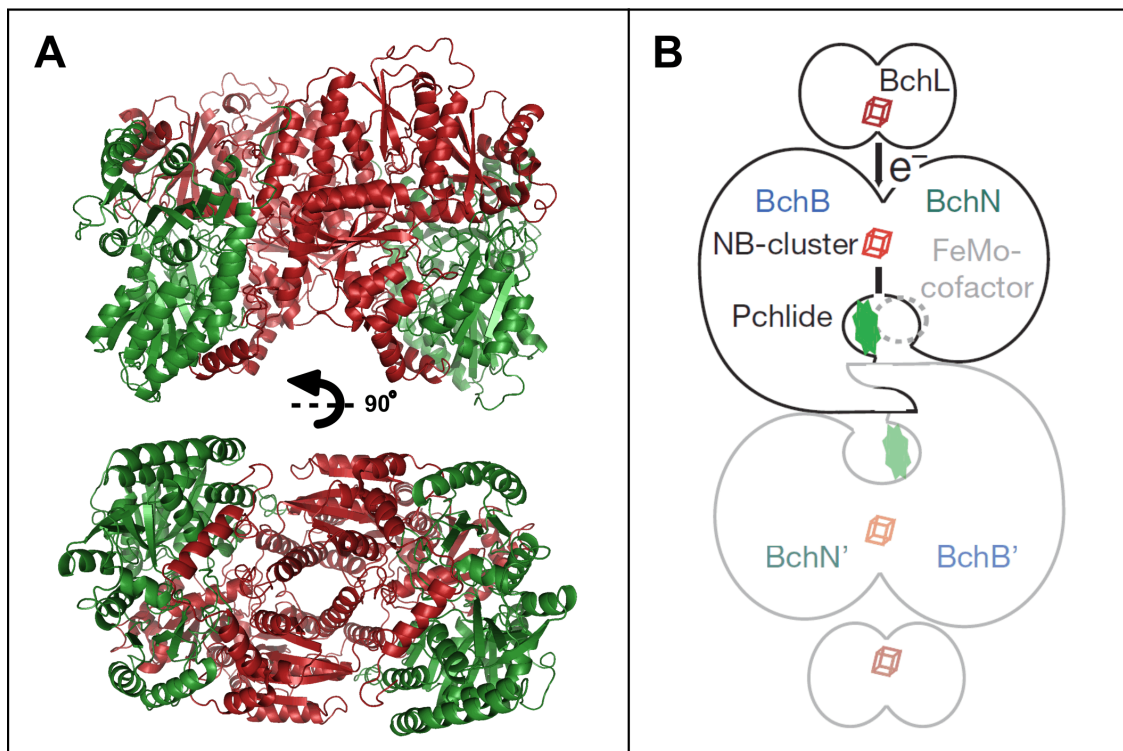 A
90°
B
BchL
e⁻
BchB
BchN
NB-cluster
FeMo-
cofactor
Pchlide
BchN’
BchB’